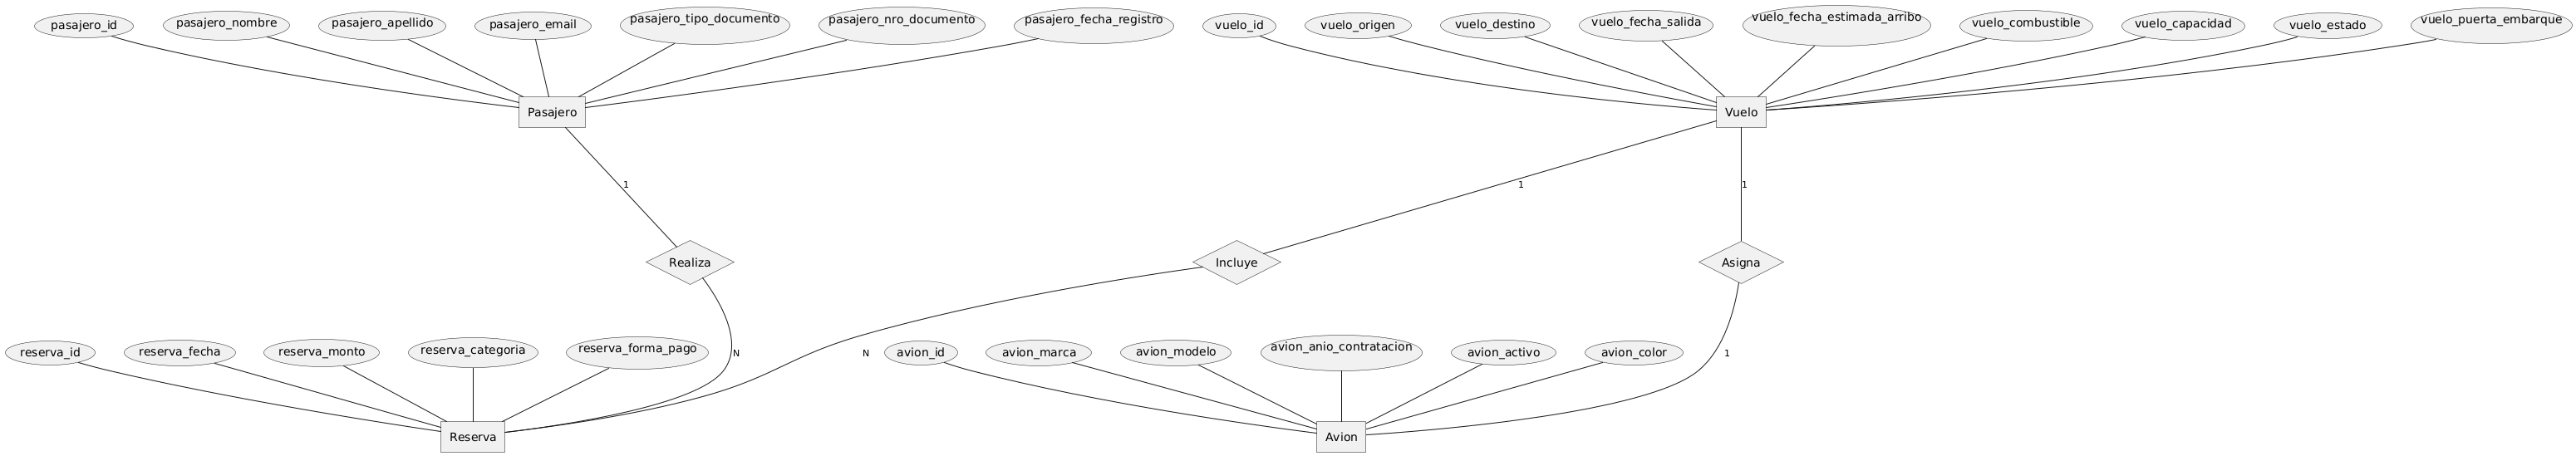 pasajero_id
pasajero_nombre
pasajero_apellido
pasajero_email
pasajero_tipo_documento
pasajero_nro_documento
pasajero_fecha_registro
vuelo_id
vuelo_origen
vuelo_destino
vuelo_fecha_salida
vuelo_fecha_estimada_arribo
vuelo_combustible
vuelo_capacidad
vuelo_estado
vuelo_puerta_embarque
Pasajero
Vuelo
1
1
1
Realiza
Incluye
Asigna
reserva_id
reserva_fecha
reserva_monto
reserva_categoria
reserva_forma_pago
N
N
avion_id
avion_marca
avion_modelo
avion_anio_contratacion
avion_activo
avion_color
1
Reserva
Avion